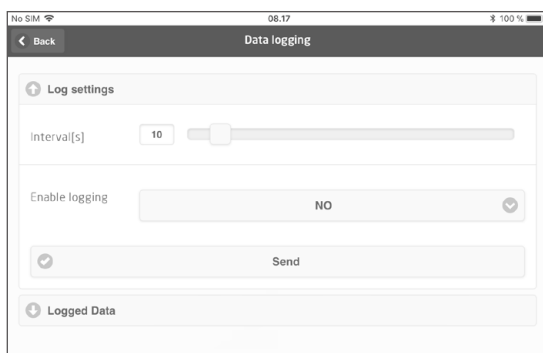 No SIM 08.17 100 %
Back Data logging
Log settings
Interval[s] 10
Enable logging NO
Send
Logged Data